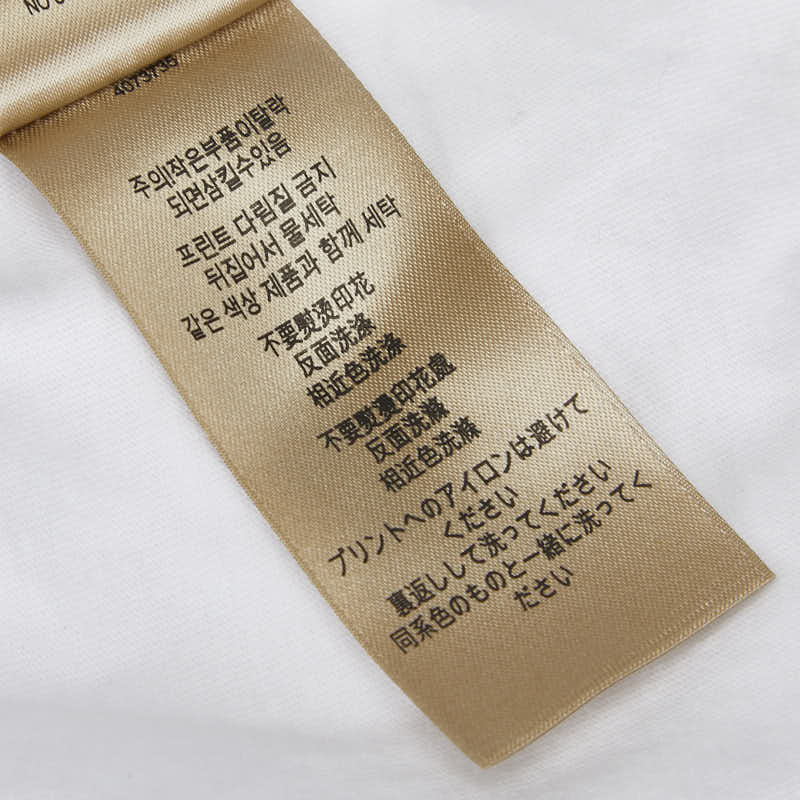 NO
4073736
주의작은부품이탈락
되면삼킬수있음
프린트 다림질 금지
뒤집어서 물세탁
같은 색상 제품과 함께 세탁
不要熨烫印花
反面洗涤
相近色洗涤
不要熨燙印花處
反面洗滌
相近色洗滌
プリントへのアイロンは避けて
ください
裏返しして洗ってください
同系色のものと一緒に洗ってく
ださい